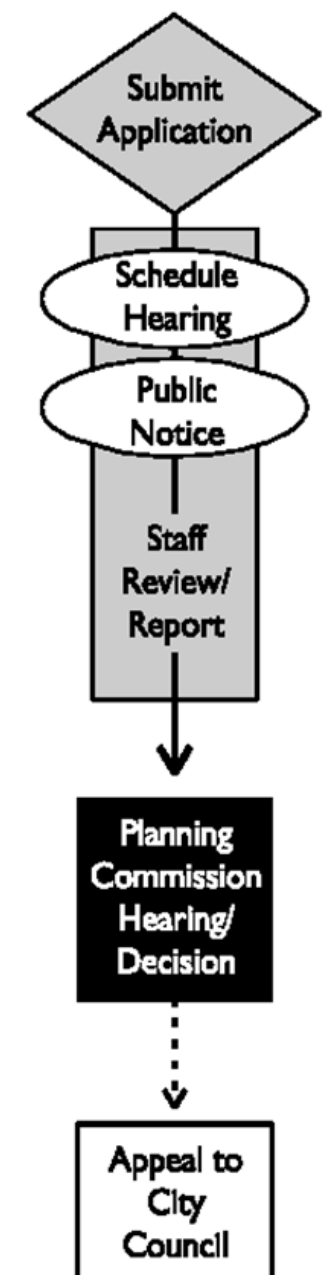 Submit
Application
Schedule
Hearing
Public
Notice
Staff
Review/
Report
Planning
Commission
Hearing/
Decision
Appeal to
City
Council